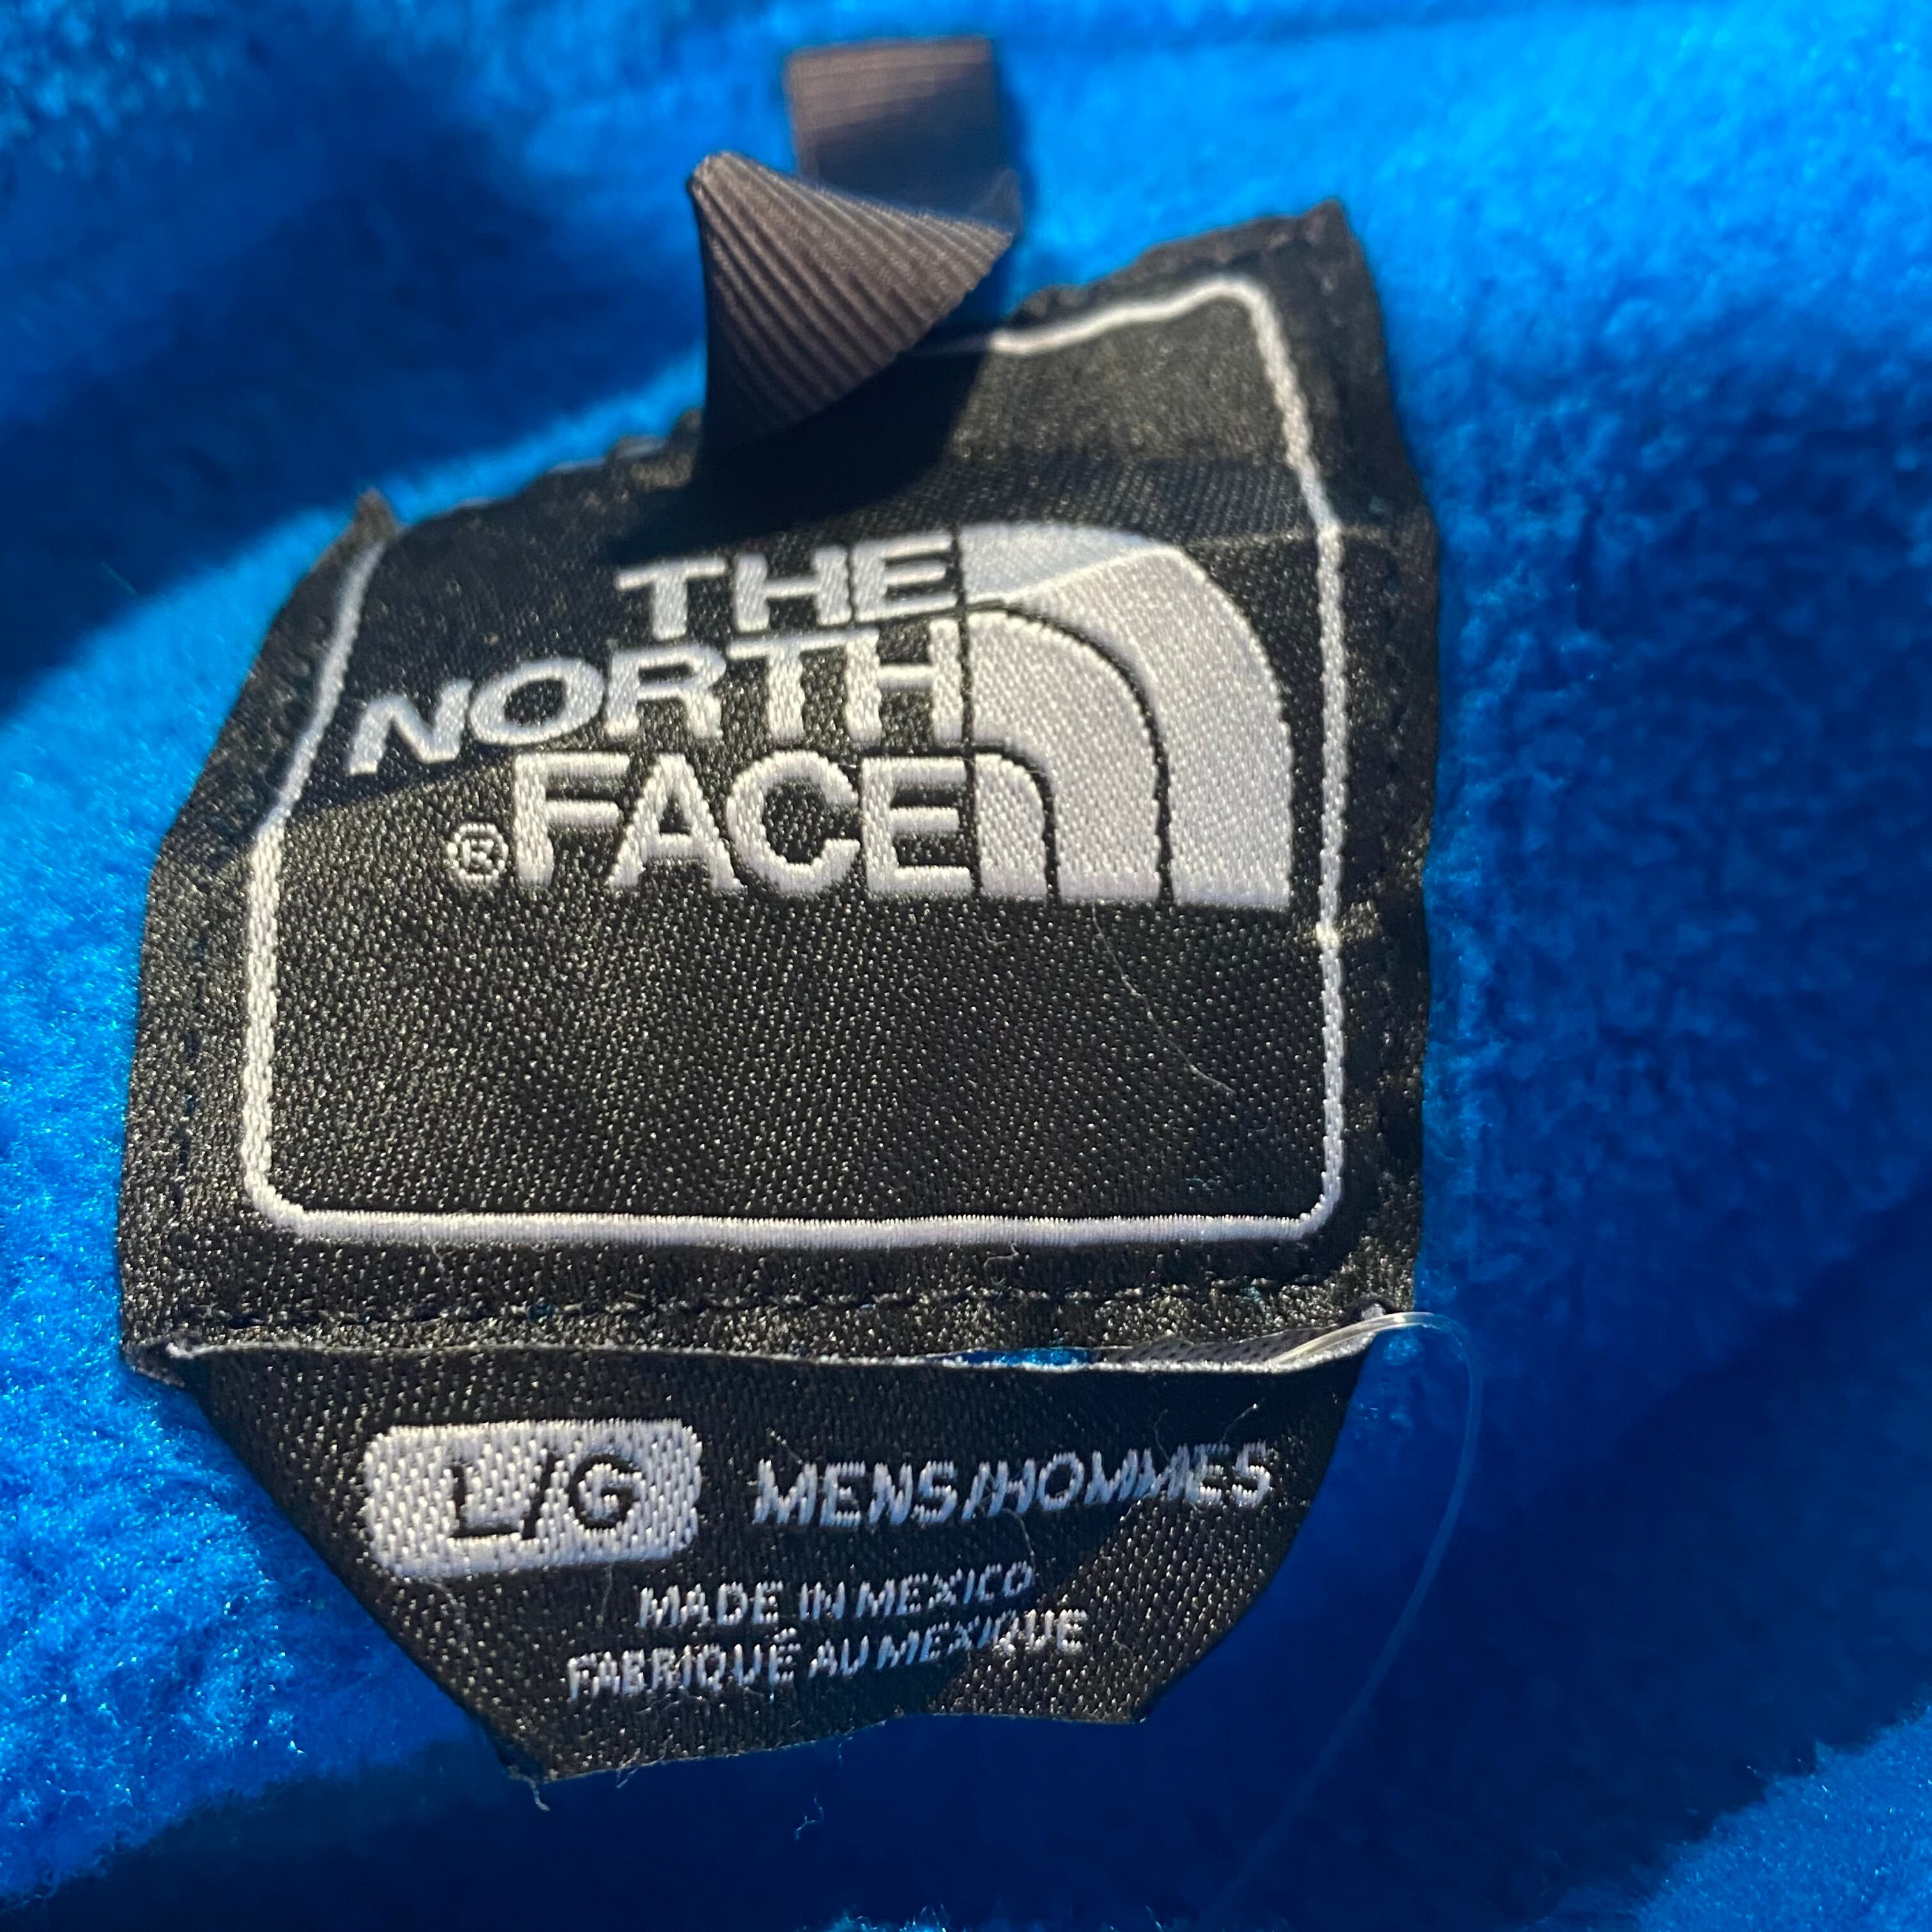 THE
NORTH
® FACE
L/G MENS/HOMMES
MADE IN MEXICO
FABRIQUÉ AU MEXIQUE